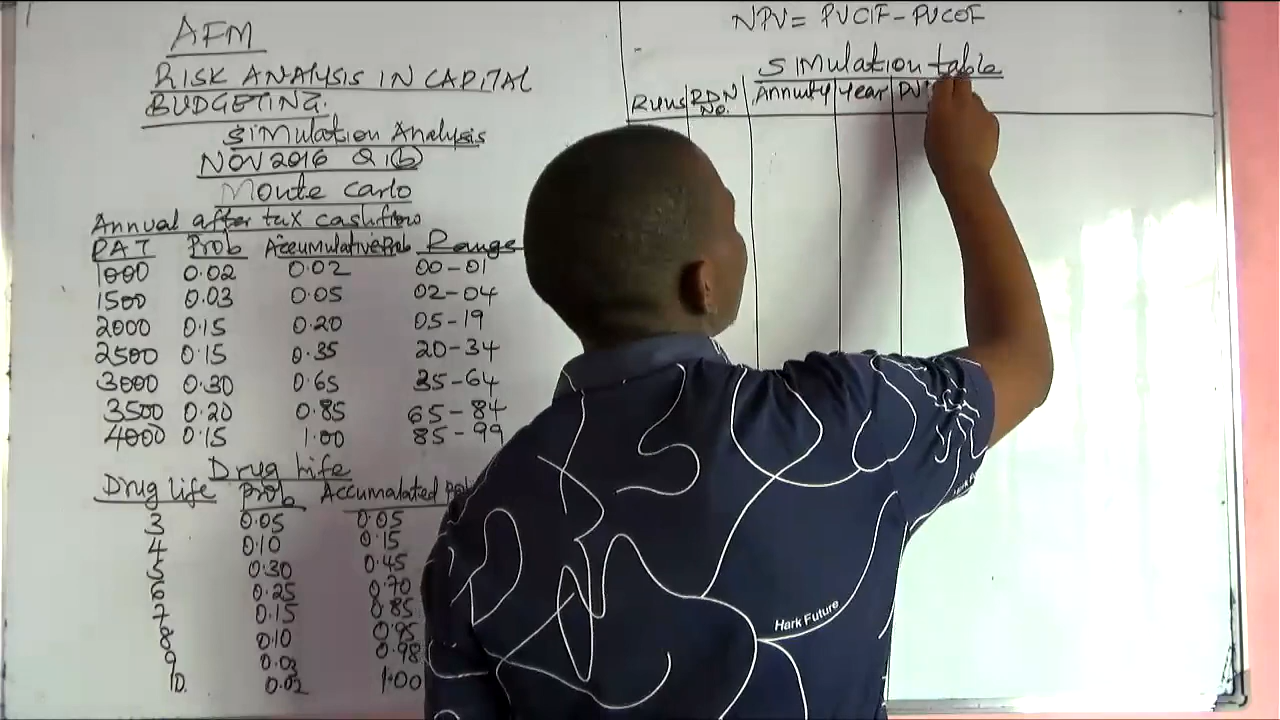 AFM
RISK ANALYSIS IN CAPITAL
BUDGETING.
Simulation Analysis
NOV 2016 Q1(b)
Monte Carlo
Annual after tax cashflow
PAT Prob Accumulative Prob Range
1000 0.02 0.02 00-01
1500 0.03 0.05 02-04
2000 0.15 0.20 05-19
2500 0.15 0.35 20-34
3000 0.30 0.65 35-64
3500 0.20 0.85 65-84
4000 0.15 1.00 85-99
Drug Life
Drug life Prob Accumalated
3 0.05 0.05
4 0.10 0.15
5 0.30 0.45
6 0.25 0.70
7 0.15 0.85
8 0.10 0.95
9 0.03 0.98
10. 0.02 1.00
NPV = PVCIF - PVCOF
Simulation table
Runs RDN No. Annuity Year PV
Hark Future